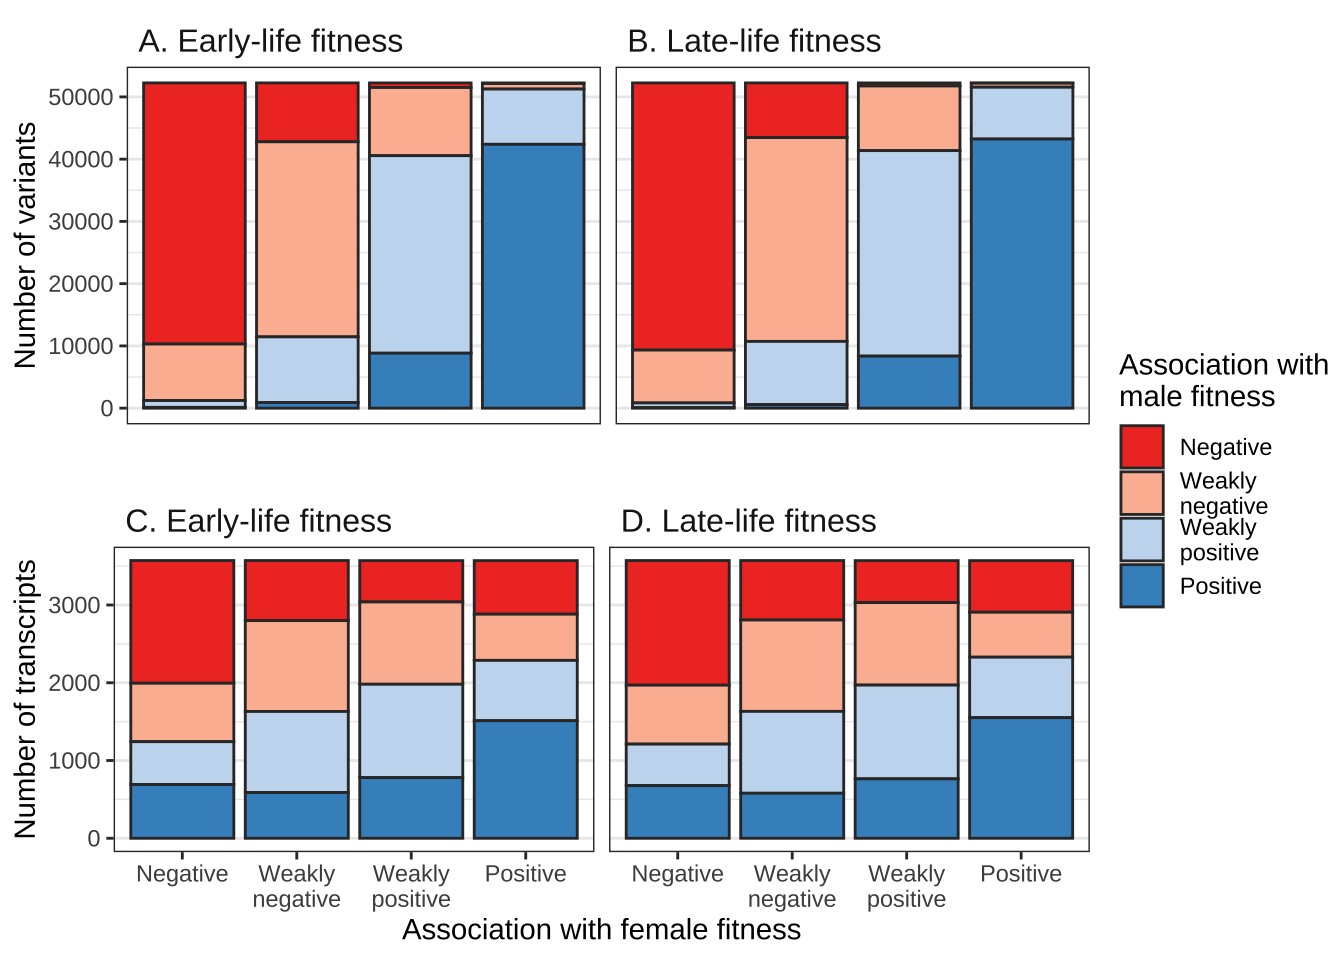 A. Early-life fitness
B. Late-life fitness
Number of variants
50000
40000
30000
20000
10000
0
Association with
male fitness
Negative
Weakly
negative
Weakly
positive
Positive
C. Early-life fitness
D. Late-life fitness
Number of transcripts
3000
2000
1000
0
Negative
Weakly
negative
Weakly
positive
Positive
Negative
Weakly
negative
Weakly
positive
Positive
Association with female fitness